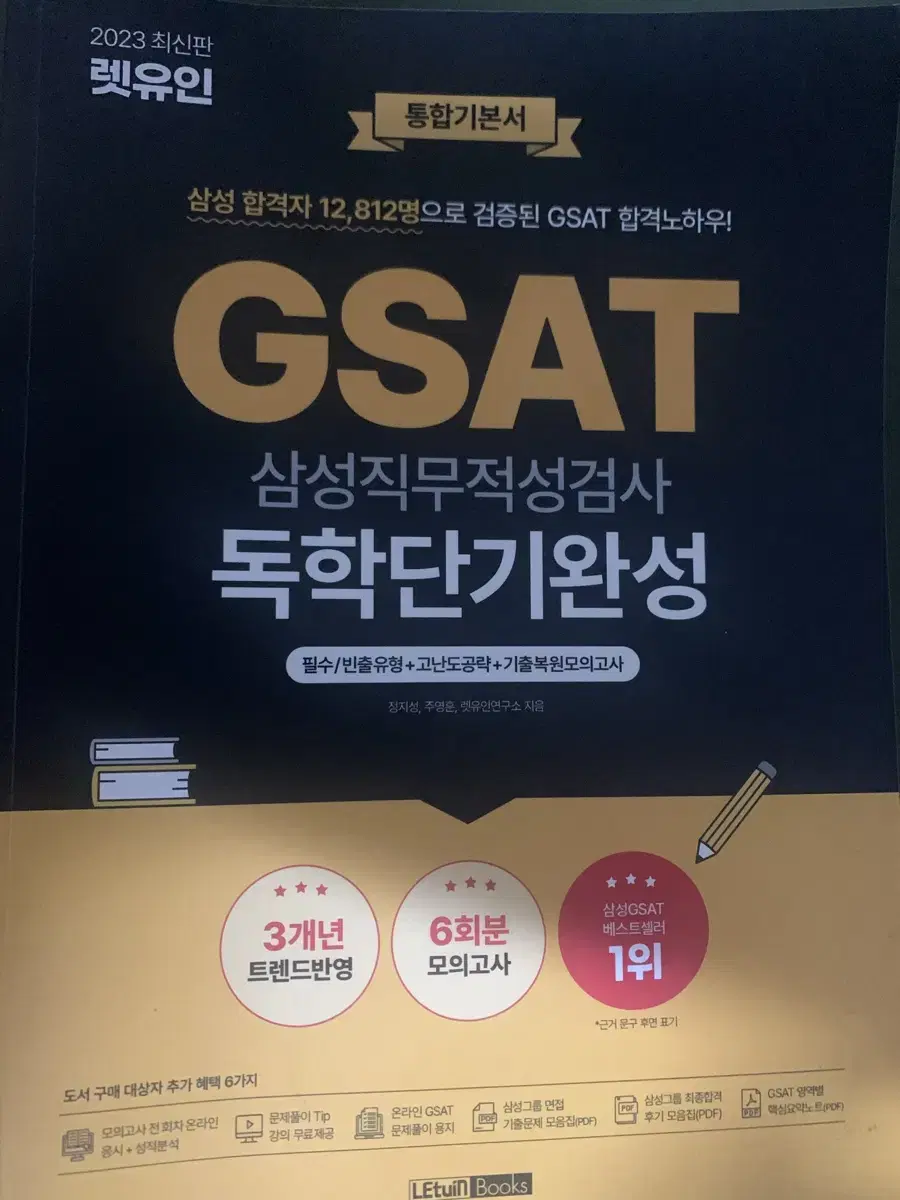 2023 최신판
렛유인
통합기본서
삼성 합격자 12,812명으로 검증된 GSAT 합격노하우!
GSAT
삼성직무적성검사
독학단기완성
필수/빈출유형+고난도공략+기출복원모의고사
장지성, 주영훈, 렛유인연구소 지음
3개년
트렌드반영
6회분
모의고사
삼성GSAT
베스트셀러
1위
*근거 문구 후면 표기
도서 구매 대상자 추가 혜택 6가지
모의고사 전 회차 온라인
응시 + 성적분석
문제풀이 Tip
강의 무료제공
온라인 GSAT
문제풀이 용지
PDF
삼성그룹 면접
기출문제 모음집(PDF)
PDF
삼성그룹 최종합격
후기 모음집(PDF)
PDF
GSAT 영역별
핵심요약노트(PDF)
LEtuin Books